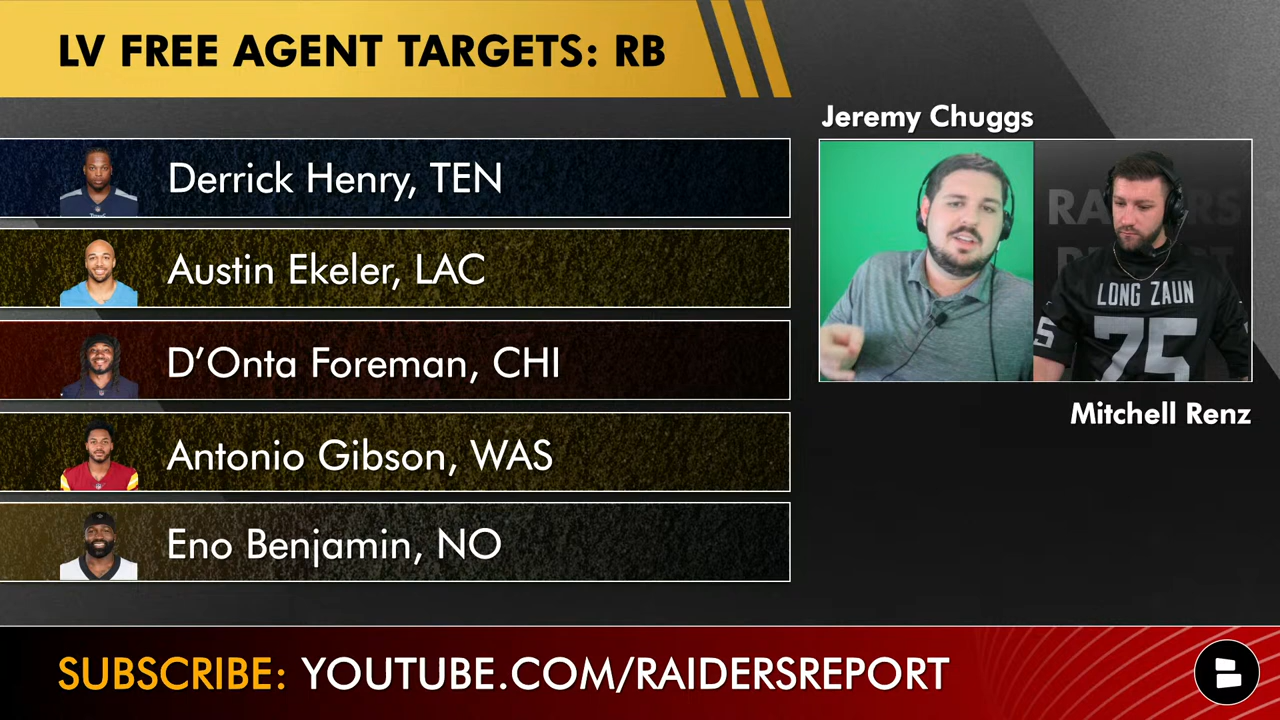 LV FREE AGENT TARGETS: RB
Jeremy Chuggs
Derrick Henry, TEN
Austin Ekeler, LAC
D’Onta Foreman, CHI
Antonio Gibson, WAS
Eno Benjamin, NO
LONG ZAUN
75
Mitchell Renz
SUBSCRIBE: YOUTUBE.COM/RAIDERSREPORT